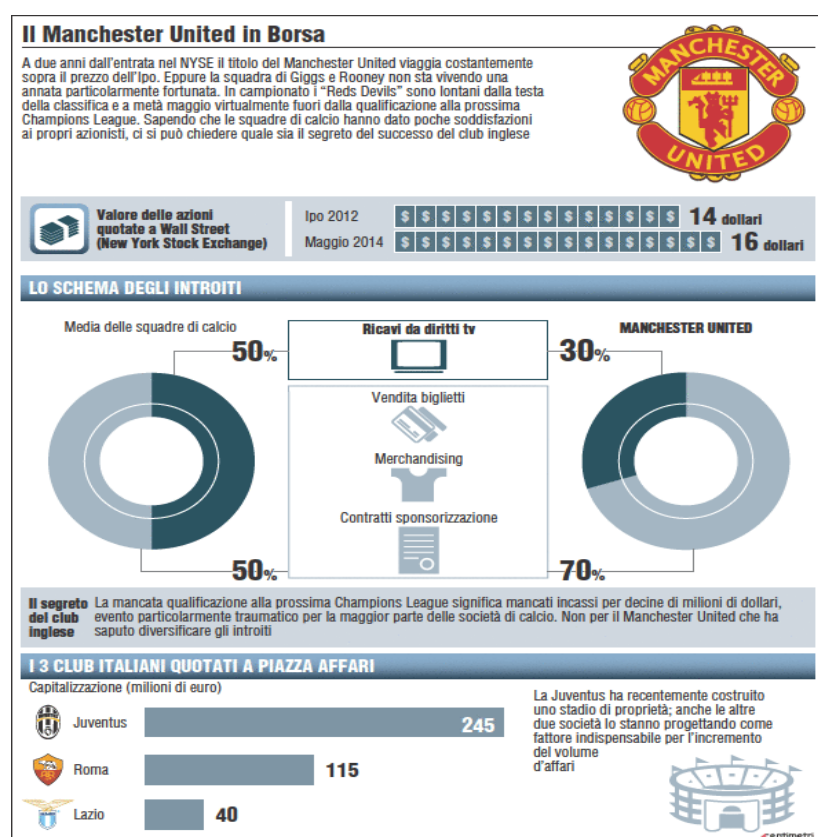 Il Manchester United in Borsa
A due anni dall'entrata nel NYSE il titolo del Manchester United viaggia costantemente
sopra il prezzo dell'Ipo. Eppure la squadra di Giggs e Rooney non sta vivendo una
annata particolarmente fortunata. In campionato i "Reds Devils" sono lontani dalla testa
della classifica e a metà maggio virtualmente fuori dalla qualificazione alla prossima
Champions League. Sapendo che le squadre di calcio hanno dato poche soddisfazioni
ai propri azionisti, ci si può chiedere quale sia il segreto del successo del club inglese
MANCHESTER
UNITED
Valore delle azioni
quotate a Wall Street
(New York Stock Exchange)
Ipo 2012 $ $ $ $ $ $ $ $ $ $ $ $ $ $ 14 dollari
Maggio 2014 $ $ $ $ $ $ $ $ $ $ $ $ $ $ $ $ 16 dollari
LO SCHEMA DEGLI INTROITI
Media delle squadre di calcio
50%
Ricavi da diritti tv
30%
MANCHESTER UNITED
Vendita biglietti
Merchandising
Contratti sponsorizzazione
50%
70%
Il segreto
del club
inglese
La mancata qualificazione alla prossima Champions League significa mancati incassi per decine di milioni di dollari,
evento particolarmente traumatico per la maggior parte delle società di calcio. Non per il Manchester United che ha
saputo diversificare gli introiti
I 3 CLUB ITALIANI QUOTATI A PIAZZA AFFARI
Capitalizzazione (milioni di euro)
Juventus 245
Roma 115
Lazio 40
La Juventus ha recentemente costruito
uno stadio di proprietà; anche le altre
due società lo stanno progettando come
fattore indispensabile per l'incremento
del volume
d'affari
centimetri